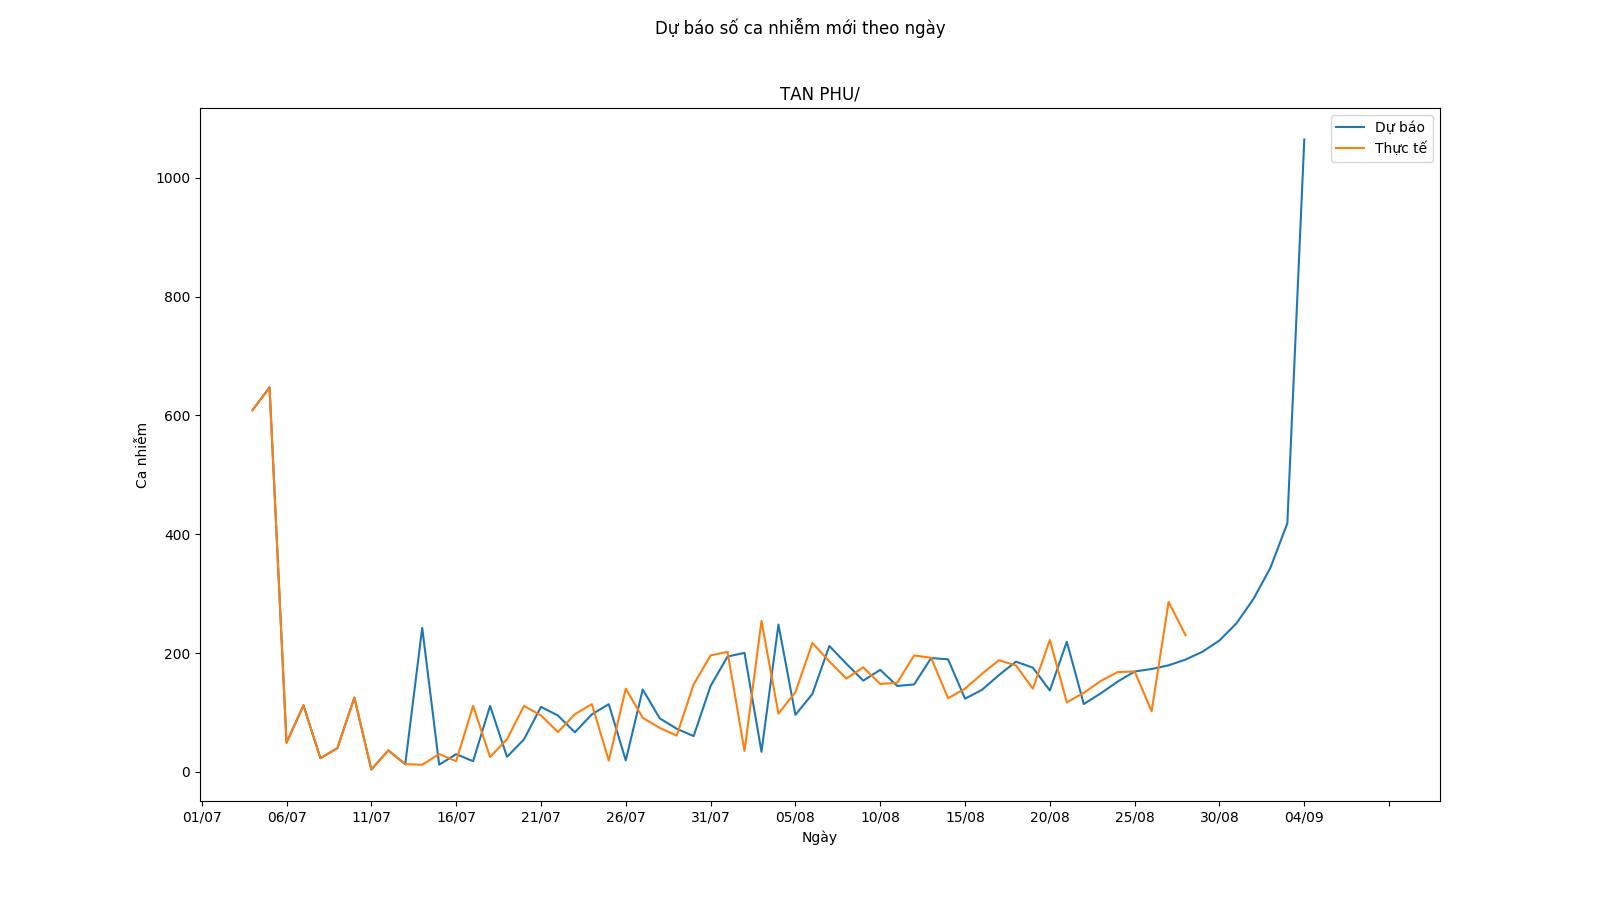 Dự báo số ca nhiễm mới theo ngày
TAN PHU/
Dự báo
Thực tế
1000
800
600
400
200
0
Ca nhiễm
01/07 06/07 11/07 16/07 21/07 26/07 31/07 05/08 10/08 15/08 20/08 25/08 30/08 04/09
Ngày